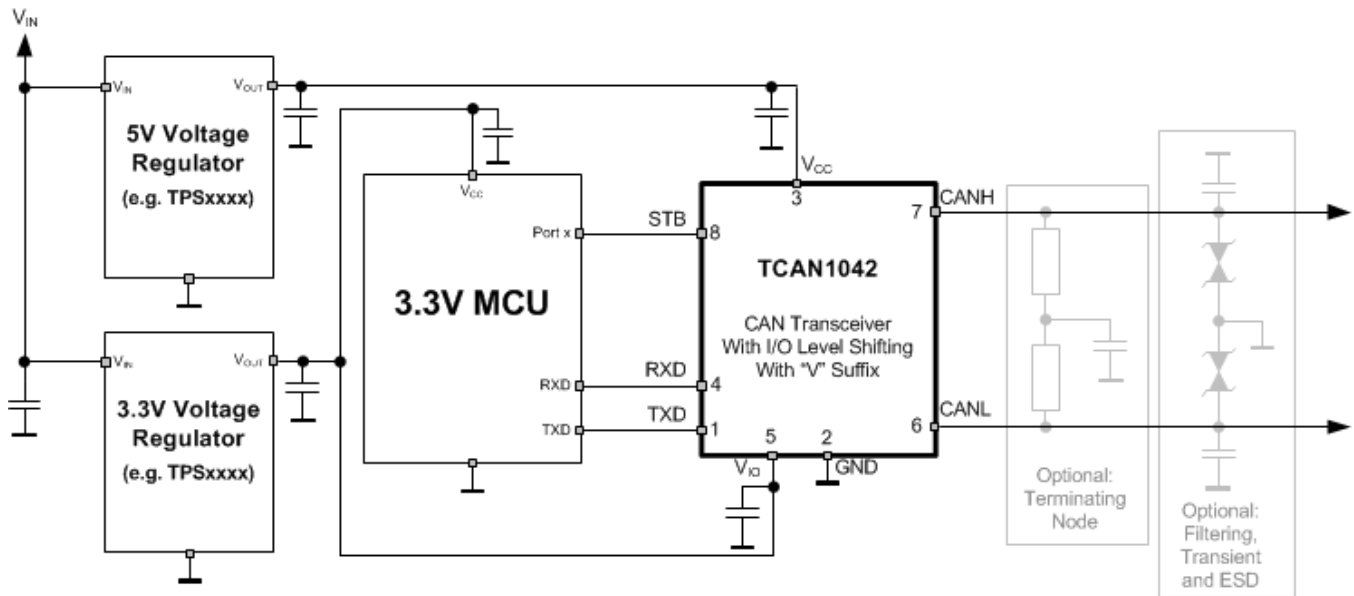 VIN
VIN
VOUT
5V Voltage
Regulator
(e.g. TPSxxxx)
VIN
VOUT
3.3V Voltage
Regulator
(e.g. TPSxxxx)
VCC
Port x
3.3V MCU
RXD
TXD
STB
RXD
TXD
VCC
3
8
7
CANH
TCAN1042
CAN Transceiver
With I/O Level Shifting
With “V” Suffix
4
1
5
2
6
CANL
VIO
GND
Optional:
Terminating
Node
Optional:
Filtering,
Transient
and ESD